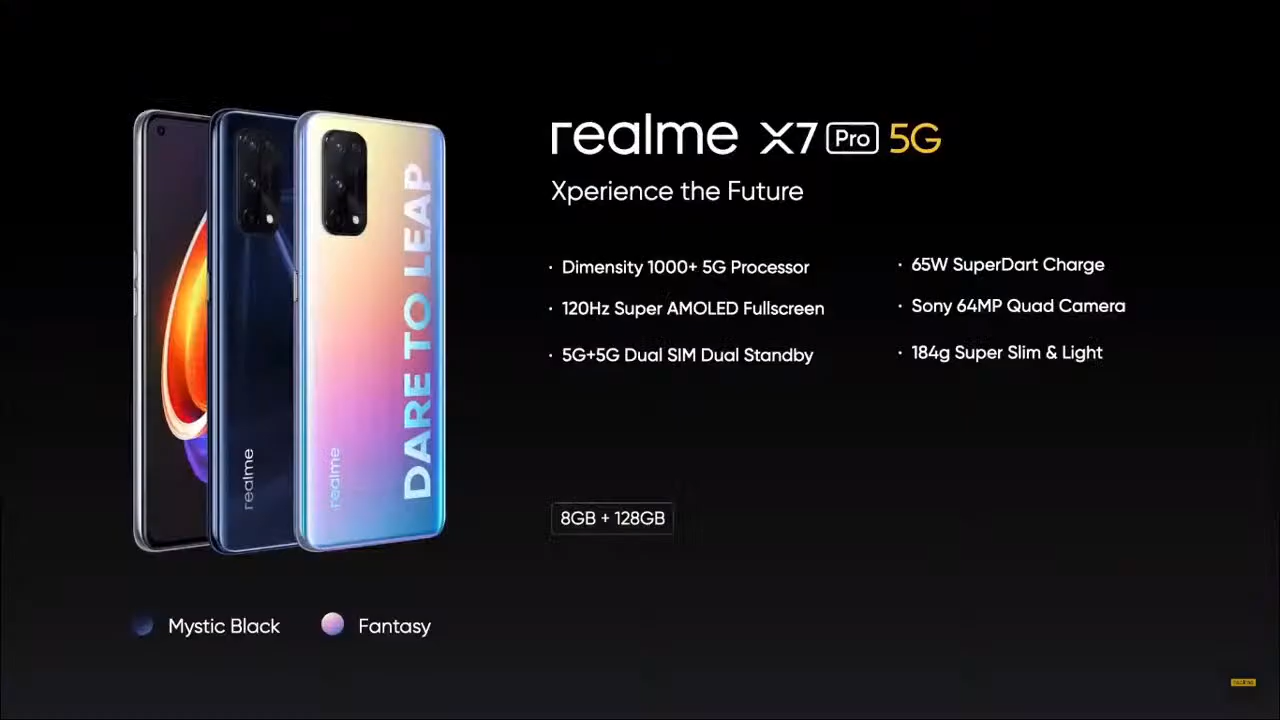 realme X7 Pro 5G
Xperience the Future
· Dimensity 1000+ 5G Processor
· 120Hz Super AMOLED Fullscreen
· 5G+5G Dual SIM Dual Standby
· 65W SuperDart Charge
· Sony 64MP Quad Camera
· 184g Super Slim & Light
8GB + 128GB
realme
realme
DARE TO LEAP
Mystic Black
Fantasy
realme